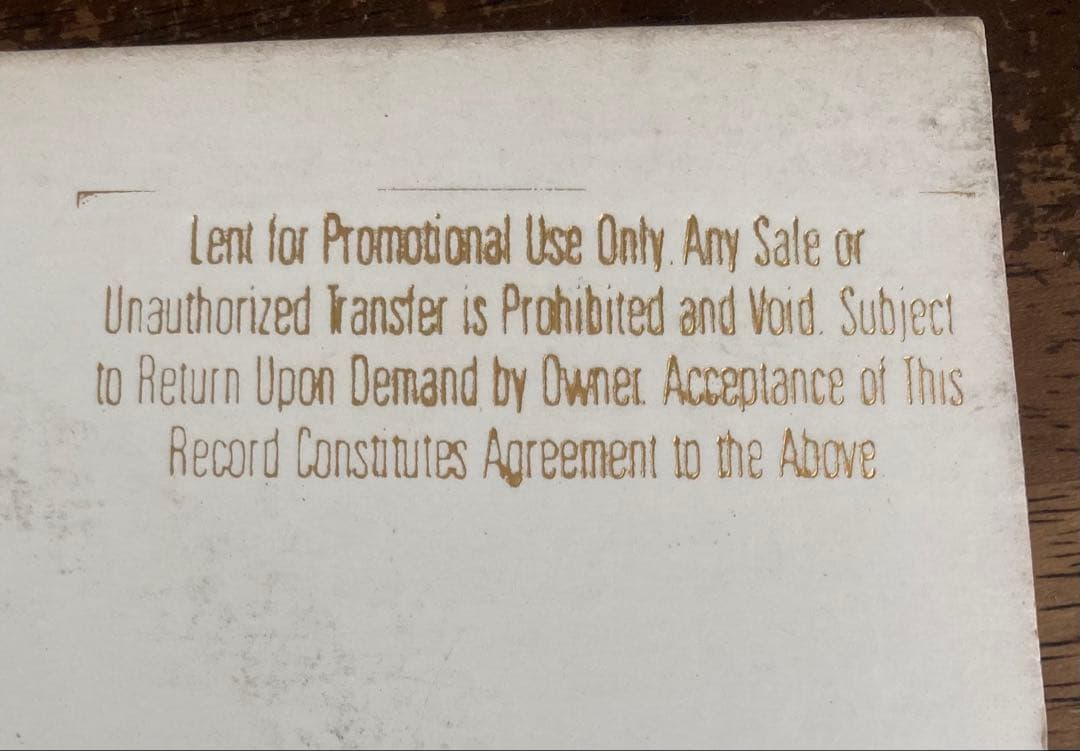 Lent for Promotional Use Only. Any Sale or
Unauthorized Transfer is Prohibited and Void. Subject
to Return Upon Demand by Owner. Acceptance of This
Record Constitutes Agreement to the Above